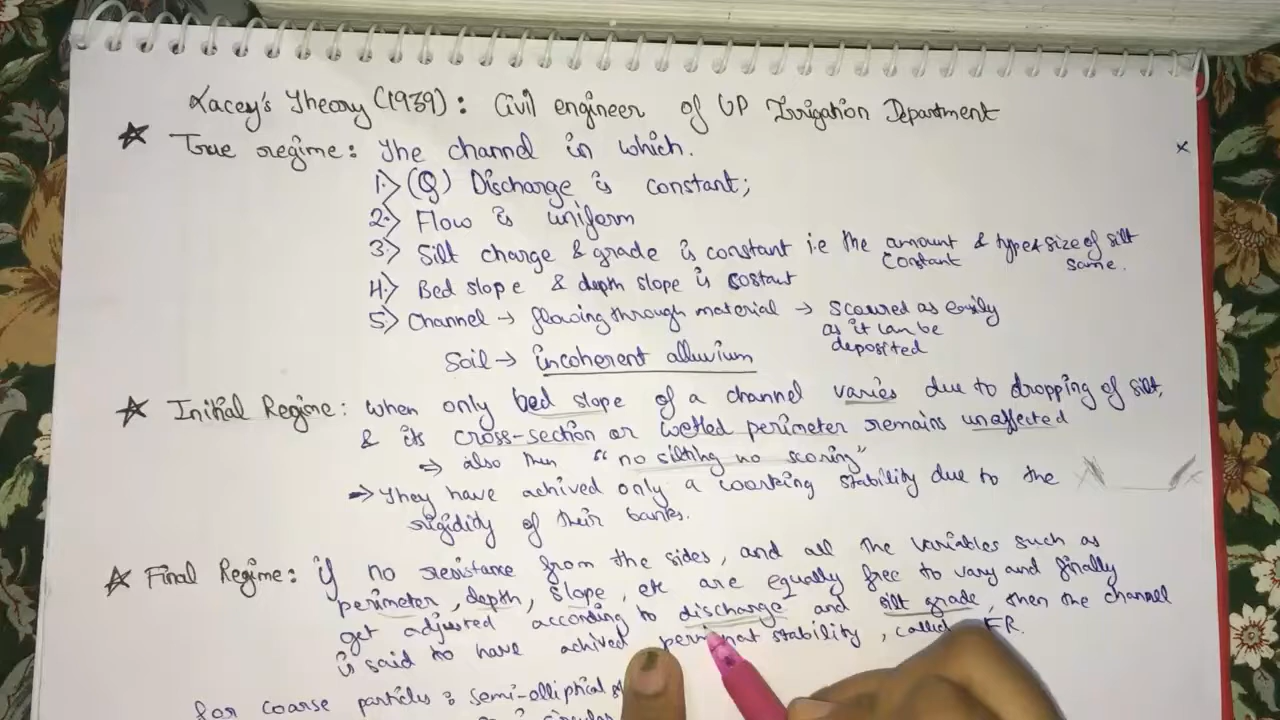 Lacey's Theory (1939): Civil engineer of UP Irrigation Department
True regime: The channel in which.
1.> (Q) Discharge is constant;
2.> Flow is uniform
3.> Silt charge & grade is constant i.e the amount & type & size of silt
constant same.
4.> Bed slope & depth slope is costant
5.> Channel → flowing through material → scoured as easily
as it can be
deposited
Soil → incoherent alluvium
Initial Regime: when only bed slope of a channel varies due to dropping of silt,
& its cross-section or wetted perimeter remains unaffected
⇒ also then "no silting no scoring"
→ They have achived only a working stability due to the
rigidity of their banks.
Final Regime: if no resistance from the sides, and all the variables such as
perimeter, depth, slope, etc are equally free to vary and finally
get adjusted according to discharge and silt grade, then the channel
is said to have achived stability, called FR.
for coarse particles: semi-olliptical